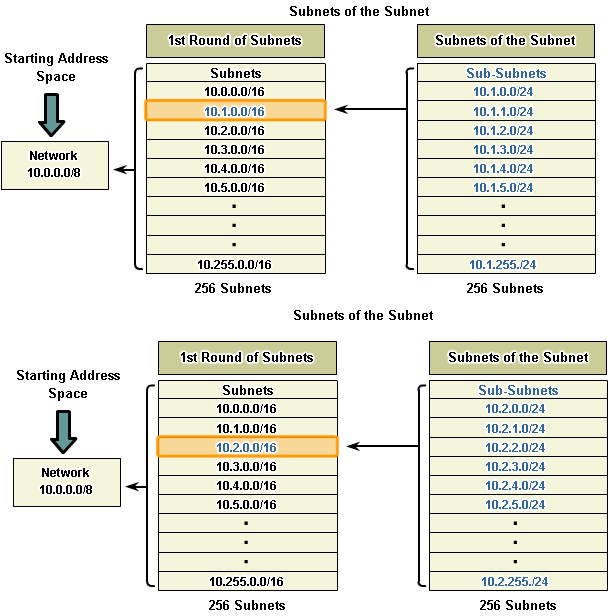 Subnets of the Subnet
1st Round of Subnets
Subnets of the Subnet
Starting Address
Space
Network
10.0.0.0/8
Subnets
10.0.0.0/16
10.1.0.0/16
10.2.0.0/16
10.3.0.0/16
10.4.0.0/16
10.5.0.0/16
.
.
.
10.255.0.0/16
256 Subnets
Sub-Subnets
10.1.0.0/24
10.1.1.0/24
10.1.2.0/24
10.1.3.0/24
10.1.4.0/24
10.1.5.0/24
.
.
.
10.1.255./24
256 Subnets
Subnets of the Subnet
1st Round of Subnets
Subnets of the Subnet
Starting Address
Space
Network
10.0.0.0/8
Subnets
10.0.0.0/16
10.1.0.0/16
10.2.0.0/16
10.3.0.0/16
10.4.0.0/16
10.5.0.0/16
.
.
.
10.255.0.0/16
256 Subnets
Sub-Subnets
10.2.0.0/24
10.2.1.0/24
10.2.2.0/24
10.2.3.0/24
10.2.4.0/24
10.2.5.0/24
.
.
.
10.2.255./24
256 Subnets